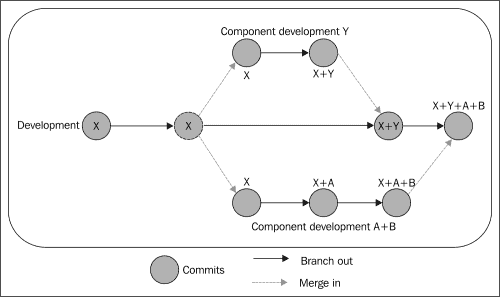 Component development Y
X
X+Y
X+Y+A+B
Development
X
X
X+Y
X
X+A
X+A+B
Component development A+B
Commits
Branch out
Merge in